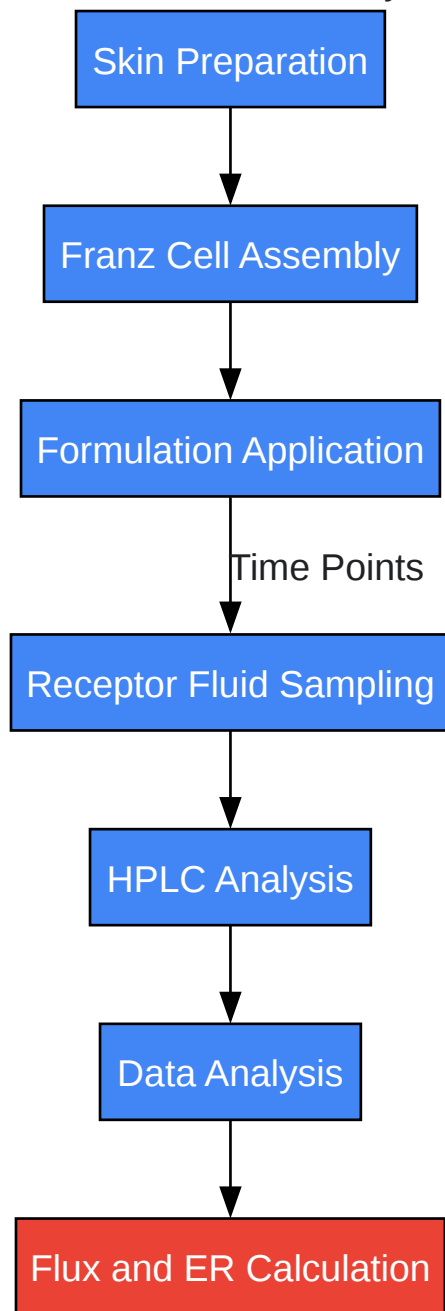 Skin Preparation
Franz Cell Assembly
Formulation Application
Time Points
Receptor Fluid Sampling
HPLC Analysis
Data Analysis
Flux and ER Calculation